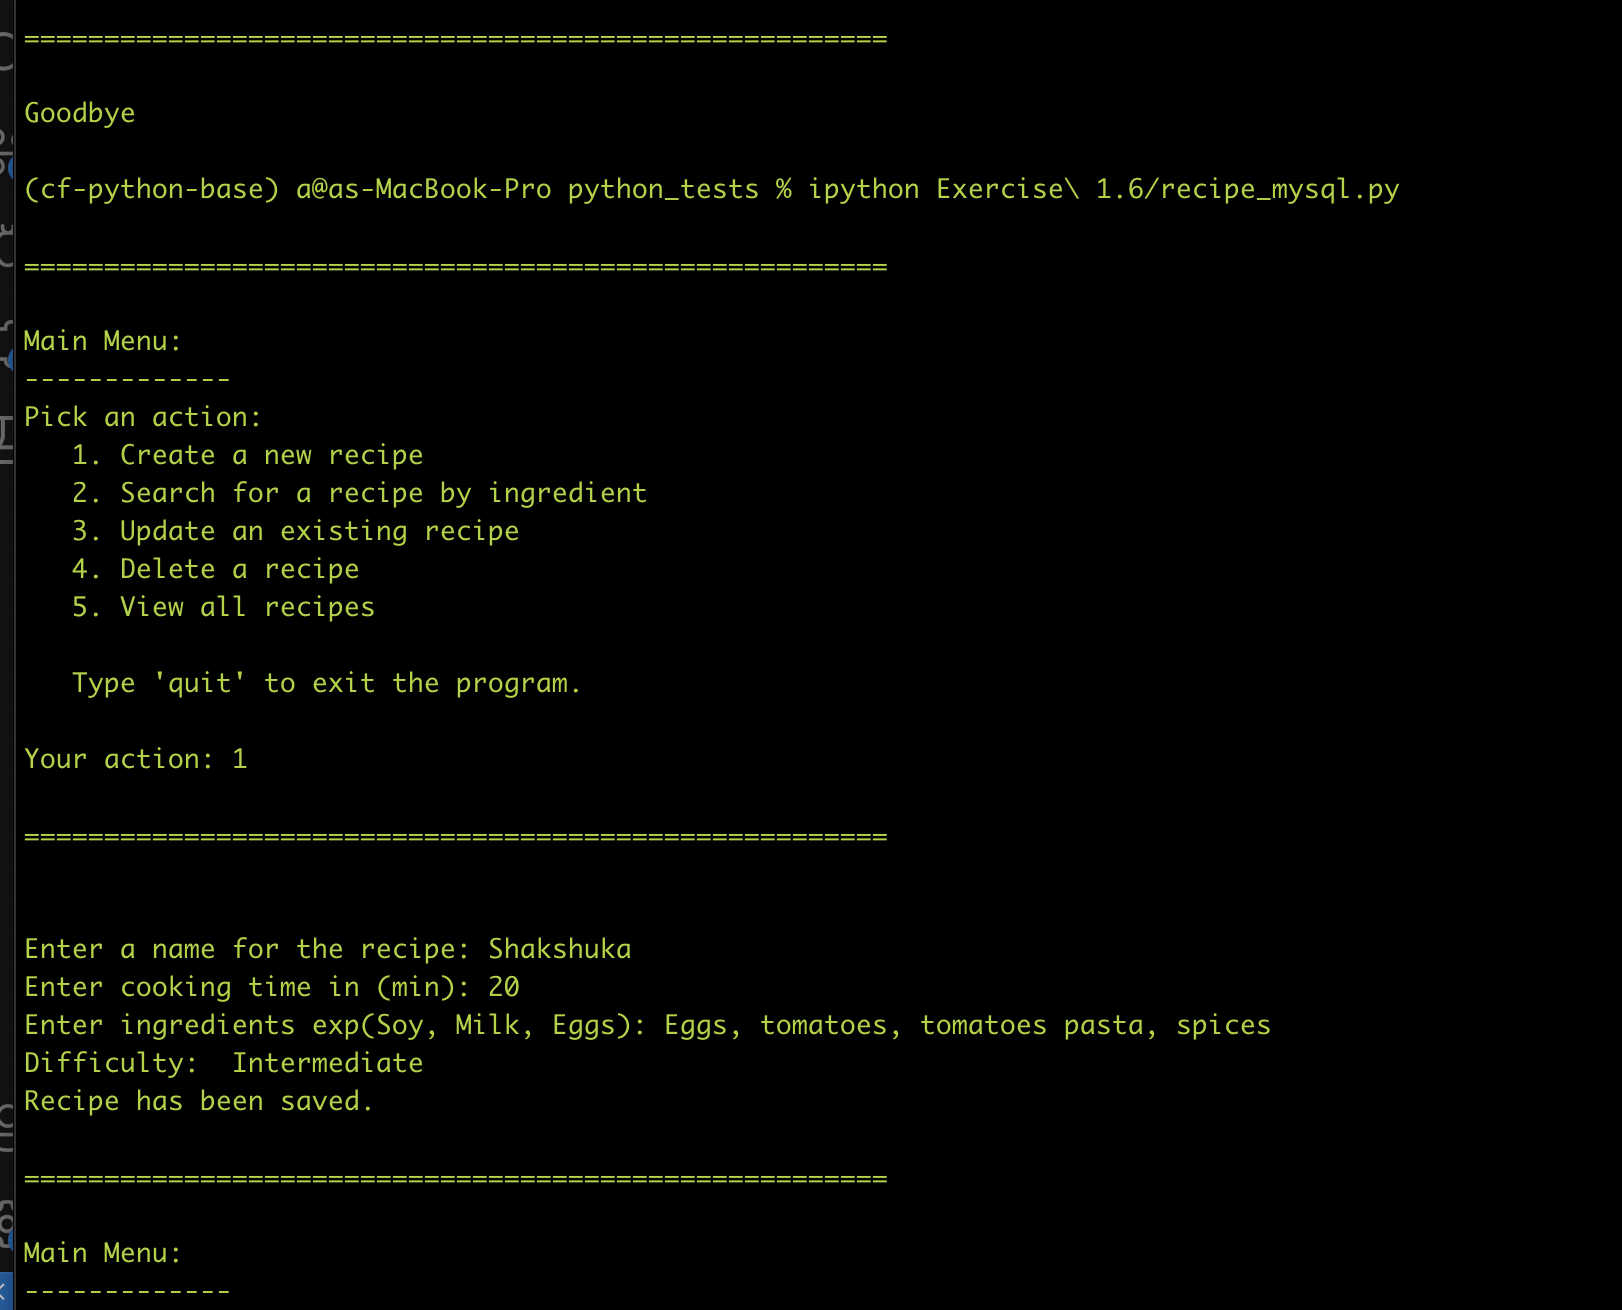 ======================================================
Goodbye
(cf-python-base) a@as-MacBook-Pro python_tests % ipython Exercise\ 1.6/recipe_mysql.py
======================================================
Main Menu:
-------------
Pick an action:
   1. Create a new recipe
   2. Search for a recipe by ingredient
   3. Update an existing recipe
   4. Delete a recipe
   5. View all recipes
   Type 'quit' to exit the program.
Your action: 1
======================================================
Enter a name for the recipe: Shakshuka
Enter cooking time in (min): 20
Enter ingredients exp(Soy, Milk, Eggs): Eggs, tomatoes, tomatoes pasta, spices
Difficulty:  Intermediate
Recipe has been saved.
======================================================
Main Menu:
-------------